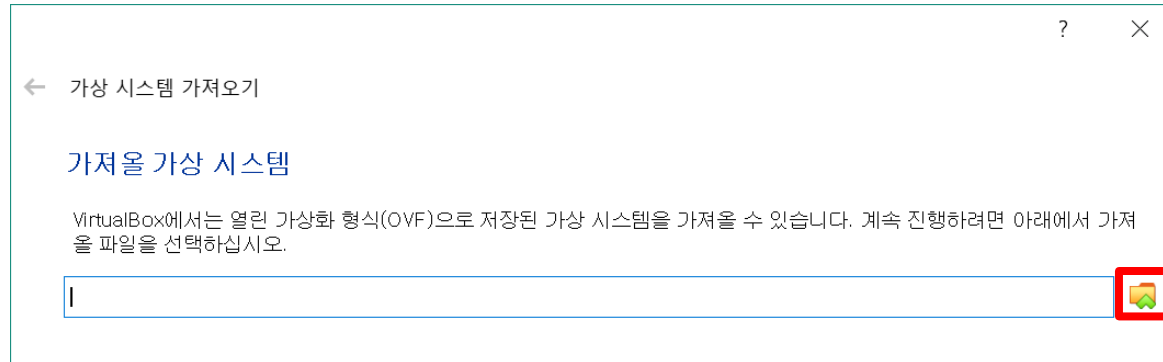 ?
가상 시스템 가져오기
가져올 가상 시스템
VirtualBox에서는 열린 가상화 형식(OVF)으로 저장된 가상 시스템을 가져올 수 있습니다. 계속 진행하려면 아래에서 가져
올 파일을 선택하십시오.